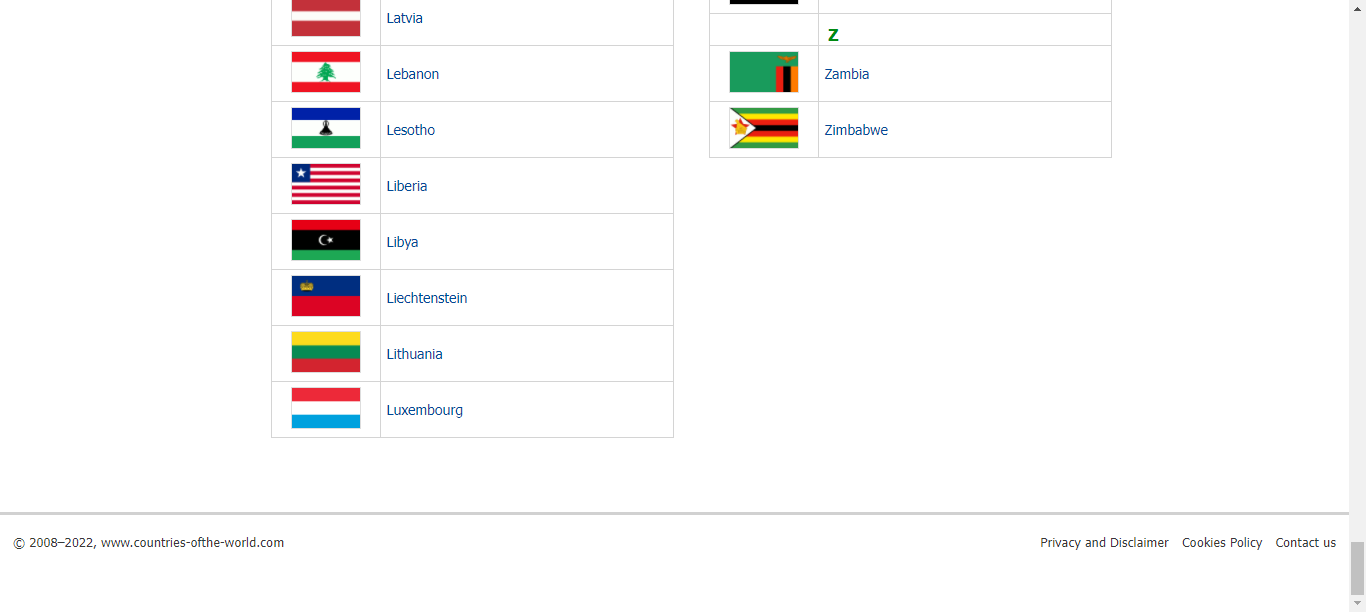 Latvia
Lebanon
Lesotho
Liberia
Libya
Liechtenstein
Lithuania
Luxembourg
Z
Zambia
Zimbabwe
© 2008–2022, www.countries-ofthe-world.com
Privacy and Disclaimer Cookies Policy Contact us